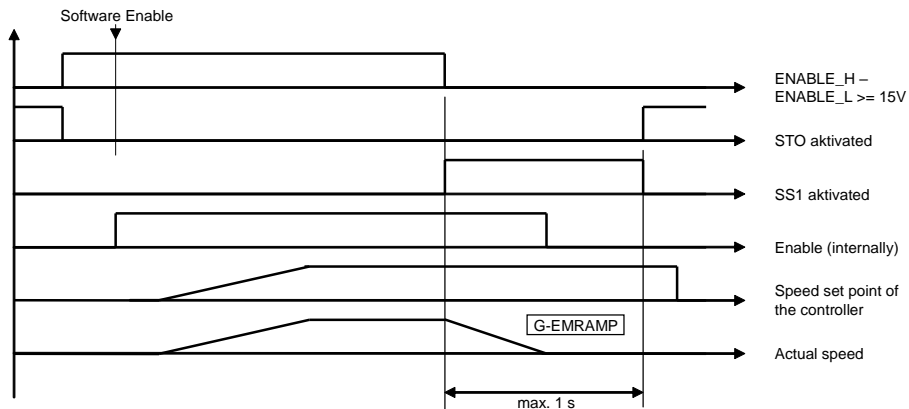 Software Enable
ENABLE_H –
ENABLE_L >= 15V
STO aktivated
SS1 aktivated
Enable (internally)
Speed set point of
the controller
G-EMRAMP
Actual speed
max. 1 s